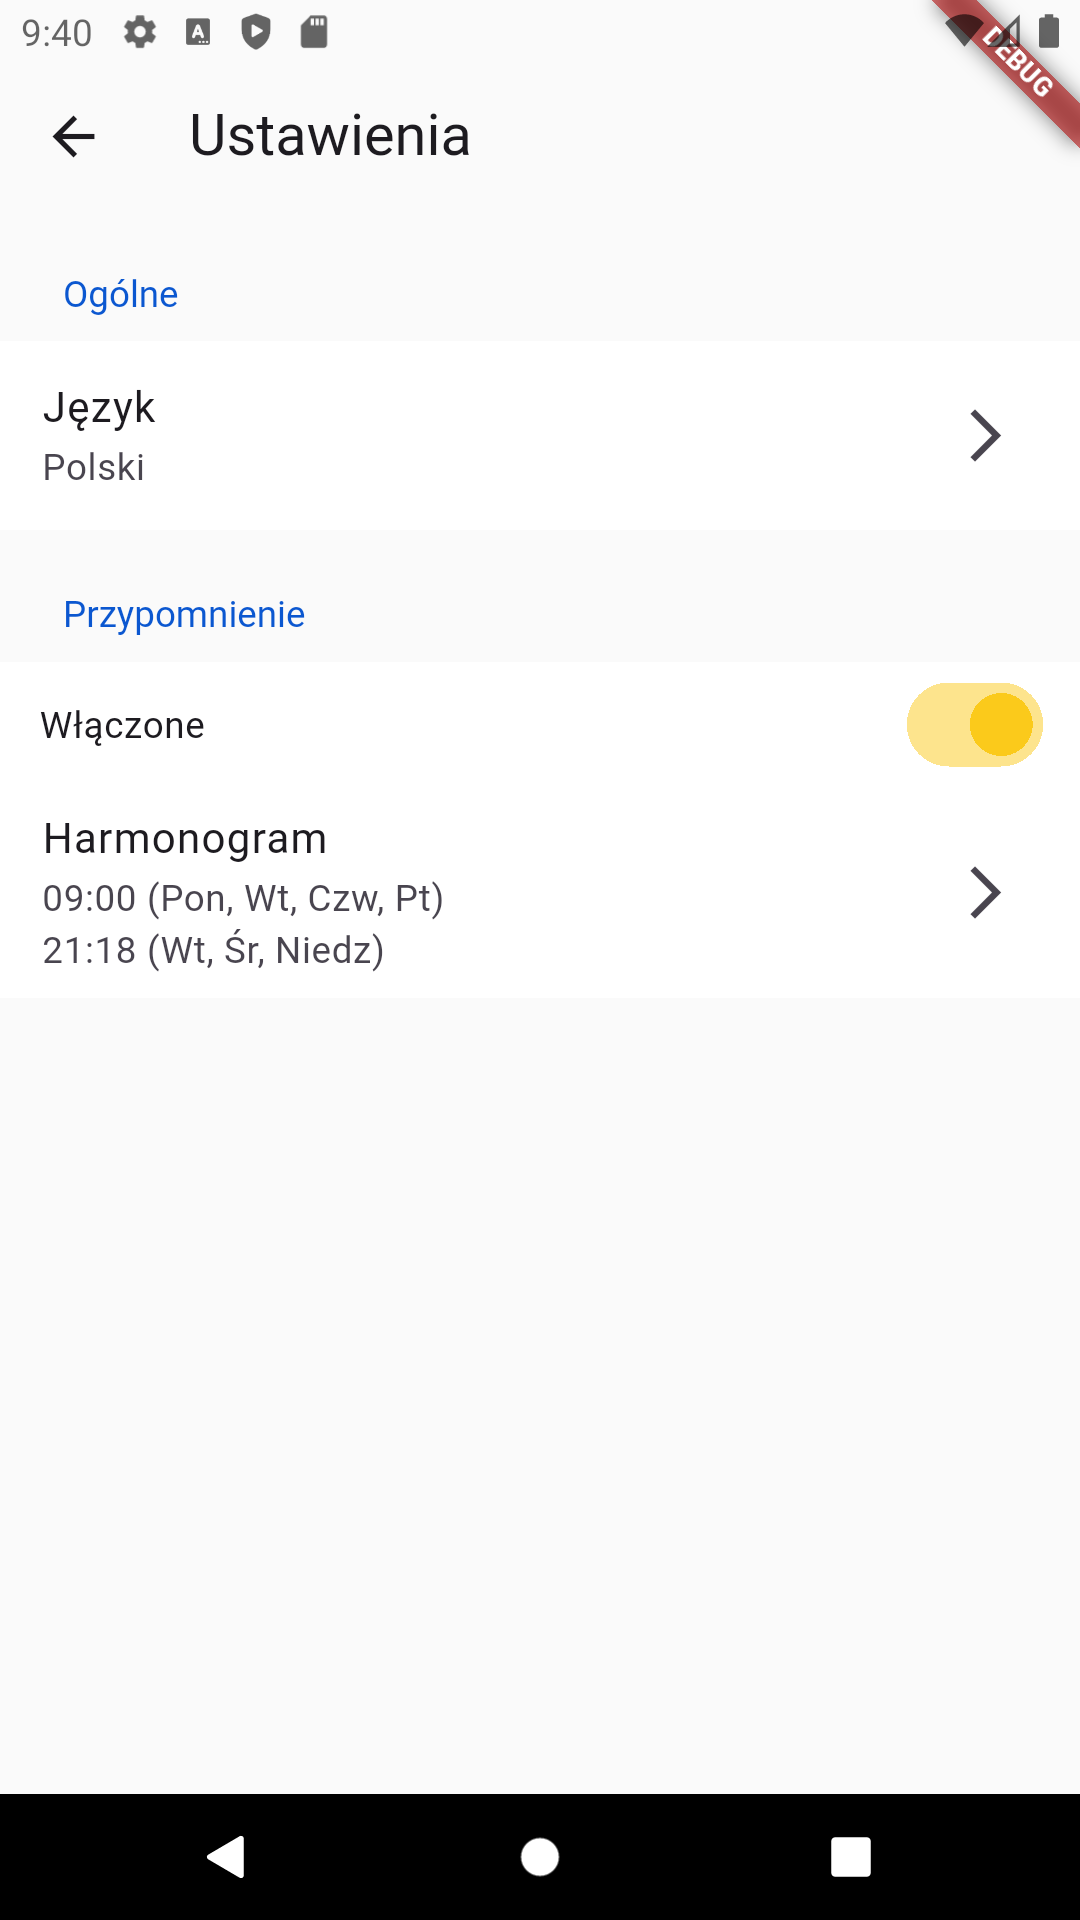 9:40
DEBUG
Ustawienia
Ogólne
Język
Polski
Przypomnienie
Włączone
Harmonogram
09:00 (Pon, Wt, Czw, Pt)
21:18 (Wt, Śr, Niedz)